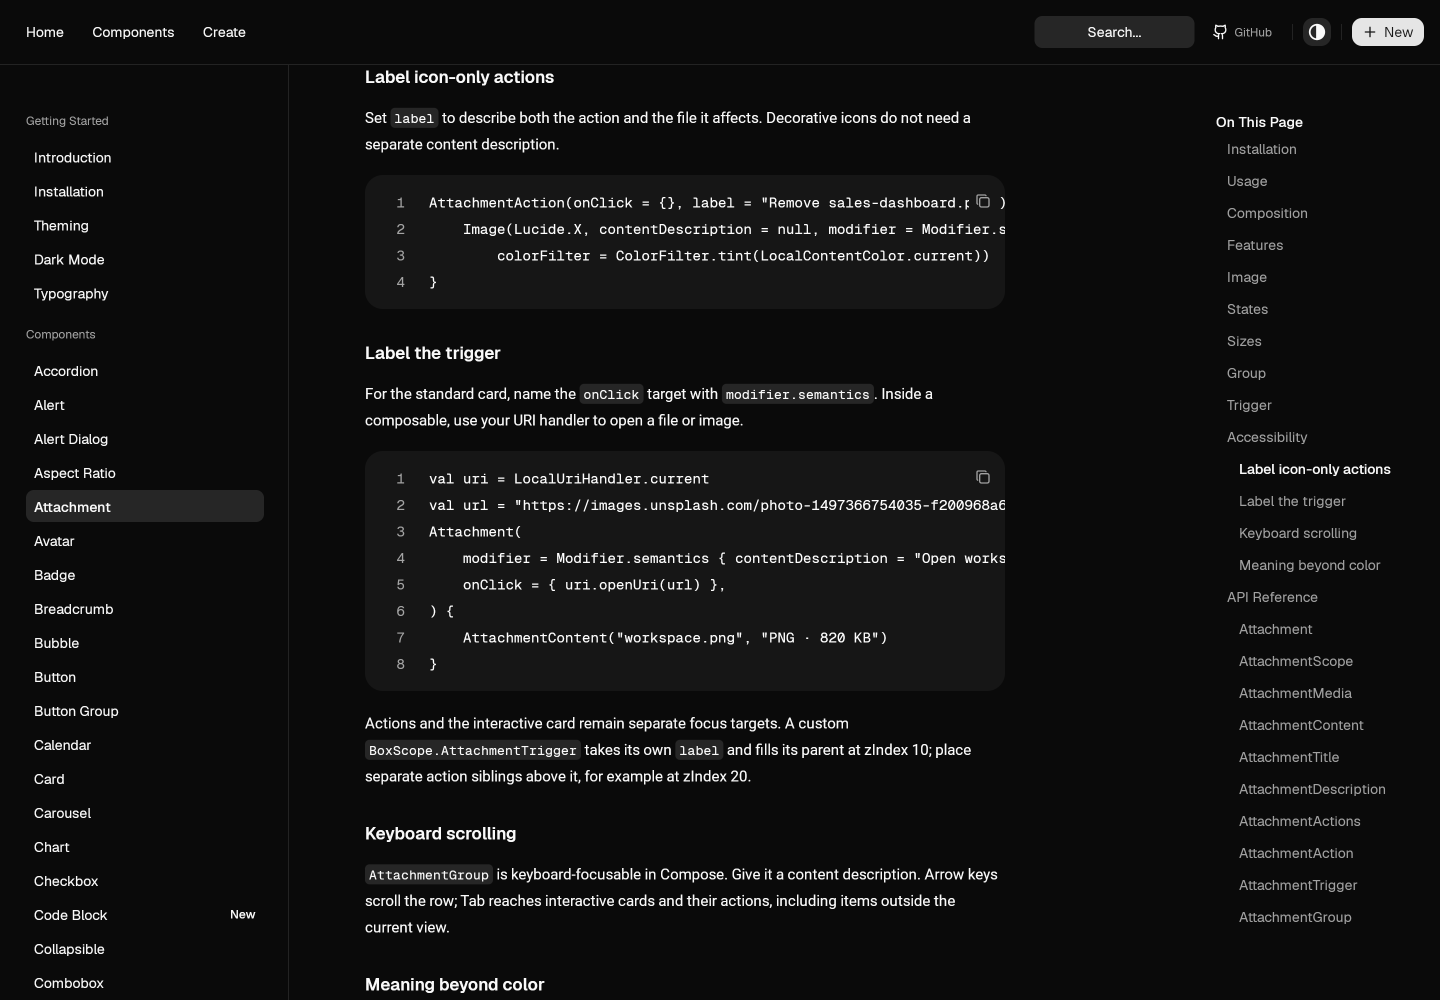 Home
Components
Create
Search...
GitHub
New
Getting Started
Introduction
Installation
Theming
Dark Mode
Typography
Components
Accordion
Alert
Alert Dialog
Aspect Ratio
Attachment
Avatar
Badge
Breadcrumb
Bubble
Button
Button Group
Calendar
Card
Carousel
Chart
Checkbox
Code Block New
Collapsible
Combobox
Label icon-only actions
Set label to describe both the action and the file it affects. Decorative icons do not need a
separate content description.
1 AttachmentAction(onClick = {}, label = "Remove sales-dashboard. )
2 Image(Lucide.X, contentDescription = null, modifier = Modifier.s
3 colorFilter = ColorFilter.tint(LocalContentColor.current))
4 }
Label the trigger
For the standard card, name the onClick target with modifier.semantics. Inside a
composable, use your URI handler to open a file or image.
1 val uri = LocalUriHandler.current
2 val url = "https://images.unsplash.com/photo-1497366754035-f200968a6
3 Attachment(
4 modifier = Modifier.semantics { contentDescription = "Open works
5 onClick = { uri.openUri(url) },
6 ) {
7 AttachmentContent("workspace.png", "PNG · 820 KB")
8 }
Actions and the interactive card remain separate focus targets. A custom
BoxScope.AttachmentTrigger takes its own label and fills its parent at zIndex 10; place
separate action siblings above it, for example at zIndex 20.
Keyboard scrolling
AttachmentGroup is keyboard-focusable in Compose. Give it a content description. Arrow keys
scroll the row; Tab reaches interactive cards and their actions, including items outside the
current view.
Meaning beyond color
On This Page
Installation
Usage
Composition
Features
Image
States
Sizes
Group
Trigger
Accessibility
Label icon-only actions
Label the trigger
Keyboard scrolling
Meaning beyond color
API Reference
Attachment
AttachmentScope
AttachmentMedia
AttachmentContent
AttachmentTitle
AttachmentDescription
AttachmentActions
AttachmentAction
AttachmentTrigger
AttachmentGroup